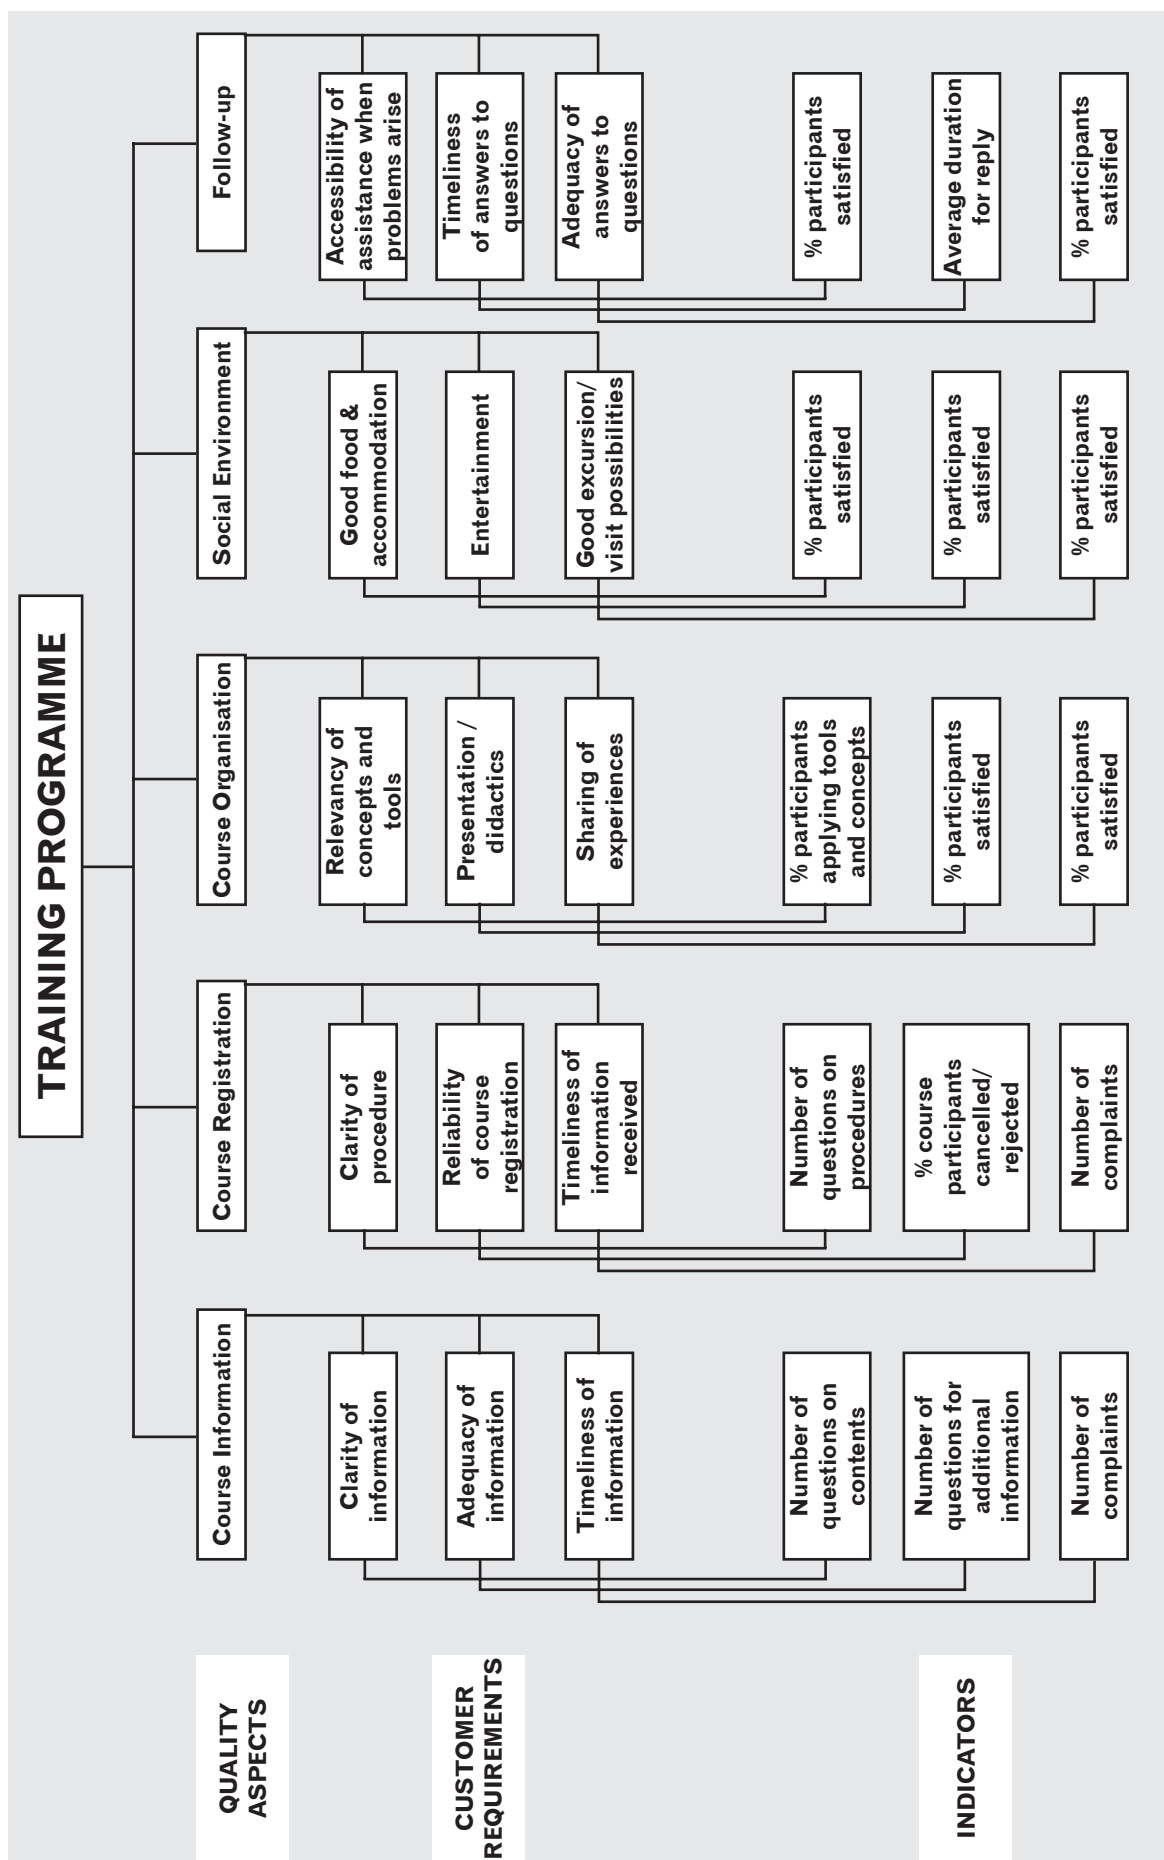 TRAINING PROGRAMME
QUALITY
ASPECTS
Course Information
Course Registration
Course Organisation
Social Environment
Follow-up
CUSTOMER
REQUIREMENTS
Clarity of
information
Adequacy of
information
Timeliness of
information
Clarity of
procedure
Reliability
of course
registration
Timeliness of
information
received
Relevancy of
concepts and
tools
Presentation /
didactics
Sharing of
experiences
Good food &
accommodation
Entertainment
Good excursion/
visit possibilities
Accessibility of
assistance when
problems arise
Timeliness
of answers to
questions
Adequacy of
answers to
questions
INDICATORS
Number of
questions on
contents
Number of
questions for
additional
information
Number of
complaints
Number of
questions on
procedures
% course
participants
cancelled/
rejected
Number of
complaints
% participants
applying tools
and concepts
% participants
satisfied
% participants
satisfied
% participants
satisfied
% participants
satisfied
% participants
satisfied
% participants
satisfied
Average duration
for reply
% participants
satisfied